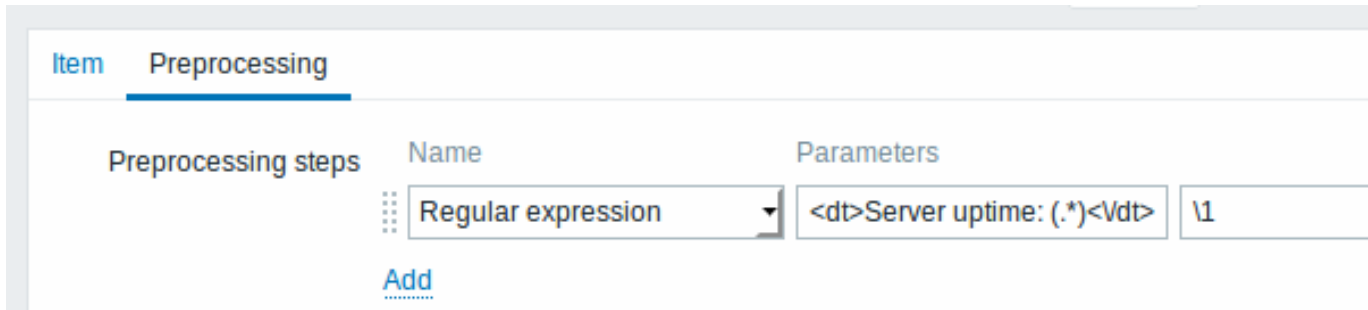 Item Preprocessing
Preprocessing steps Name Parameters
Regular expression <dt>Server uptime: (.*)<\/dt> \1
Add